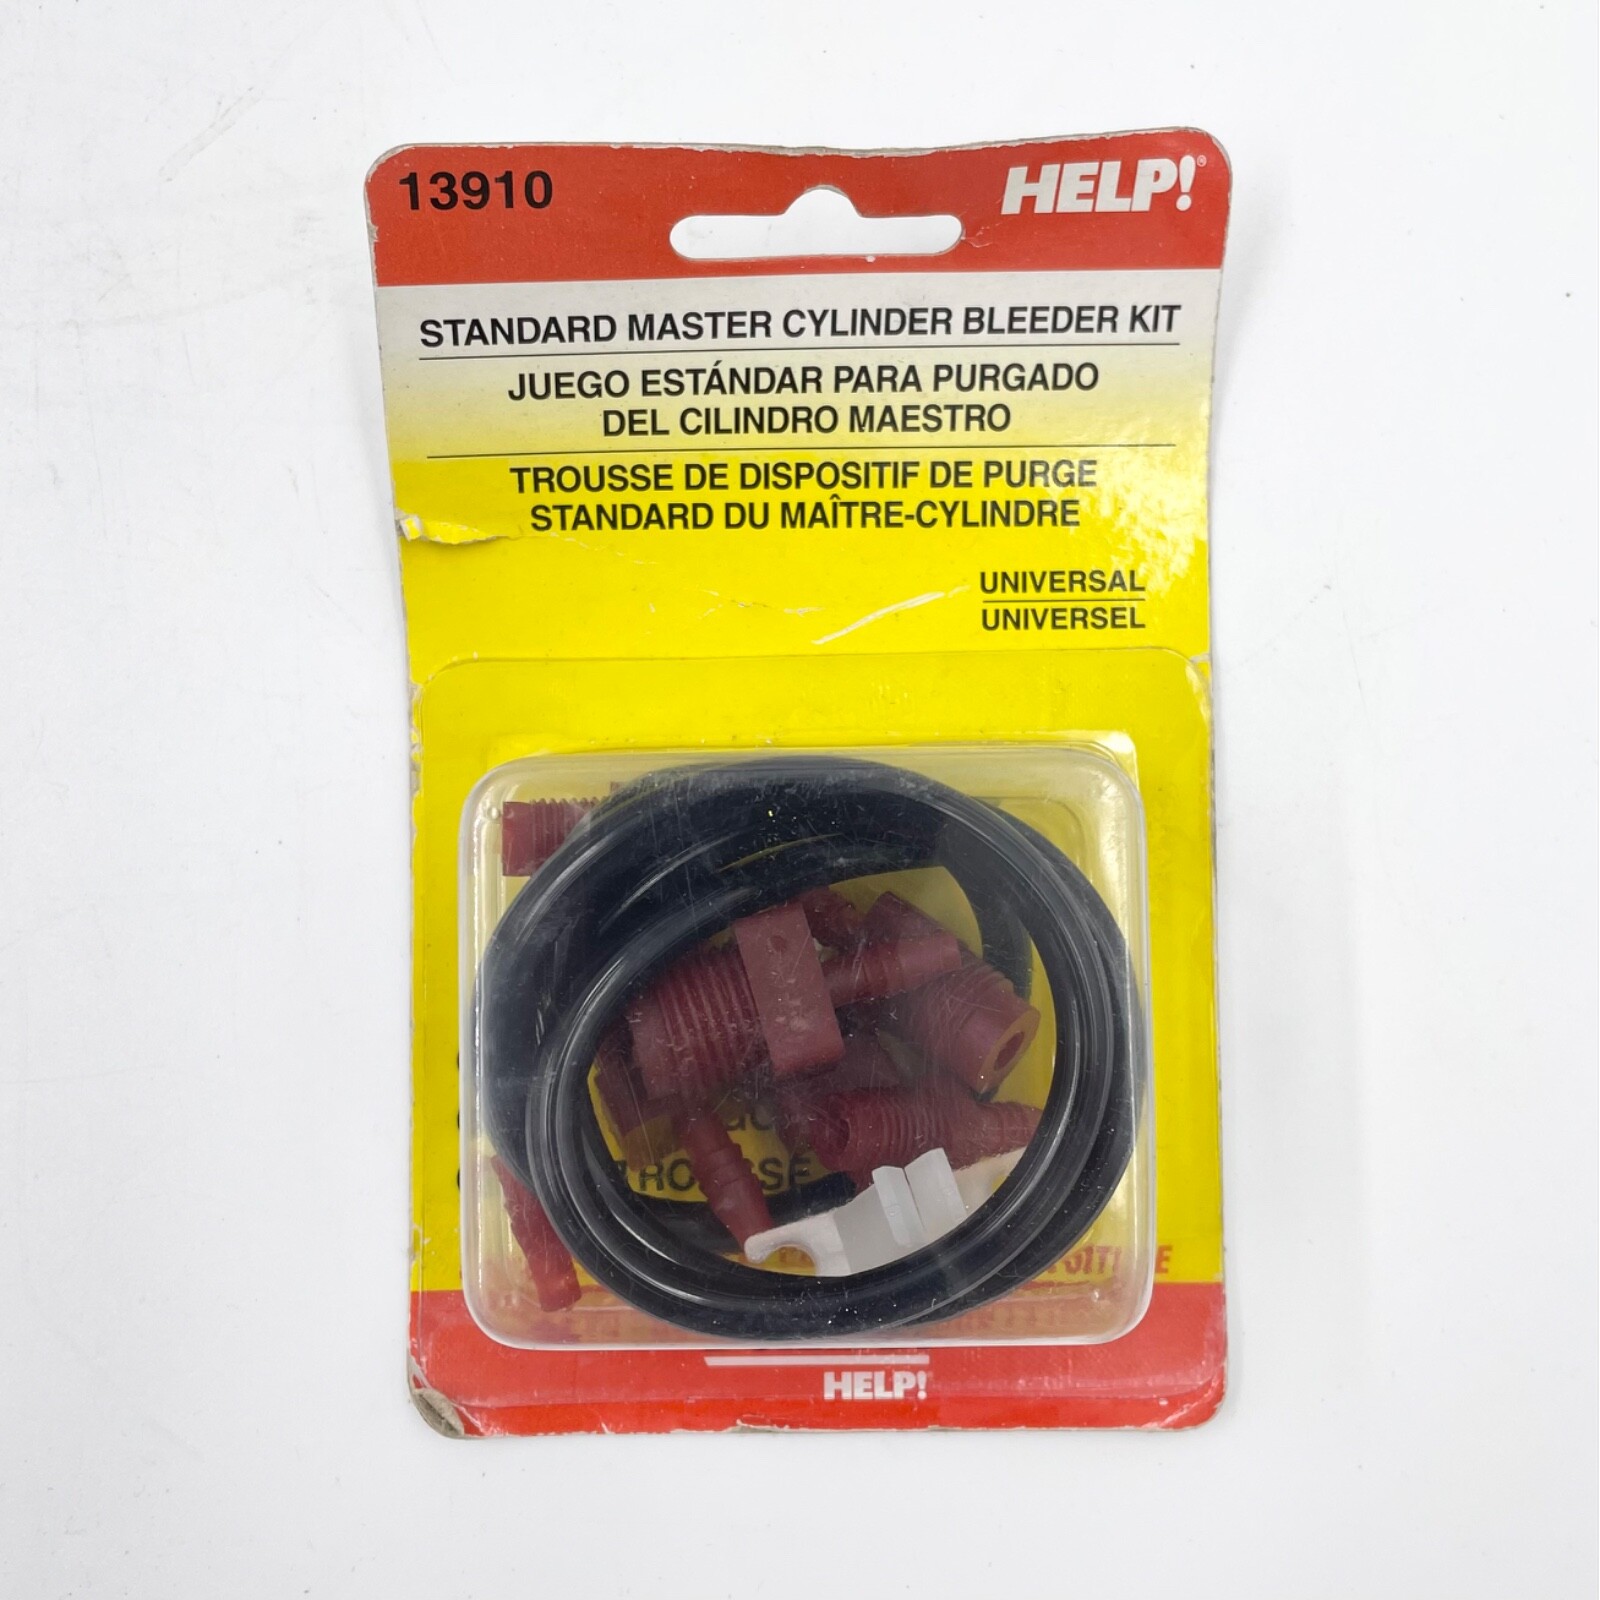 13910
HELP!®
STANDARD MASTER CYLINDER BLEEDER KIT
JUEGO ESTÁNDAR PARA PURGADO
DEL CILINDRO MAESTRO
TROUSSE DE DISPOSITIF DE PURGE
STANDARD DU MAÎTRE-CYLINDRE
UNIVERSAL
UNIVERSEL
HELP!